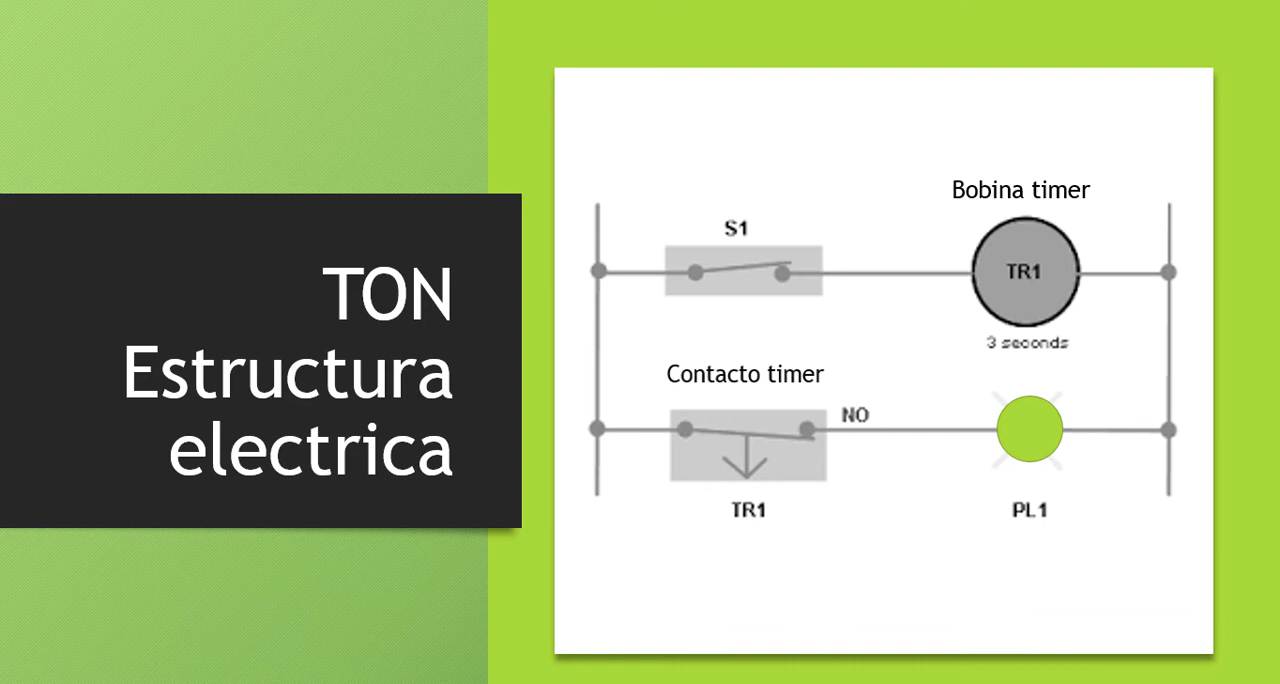 TON
Estructura
electrica
Bobina timer
S1
TR1
3 seconds
Contacto timer
NO
TR1
PL1